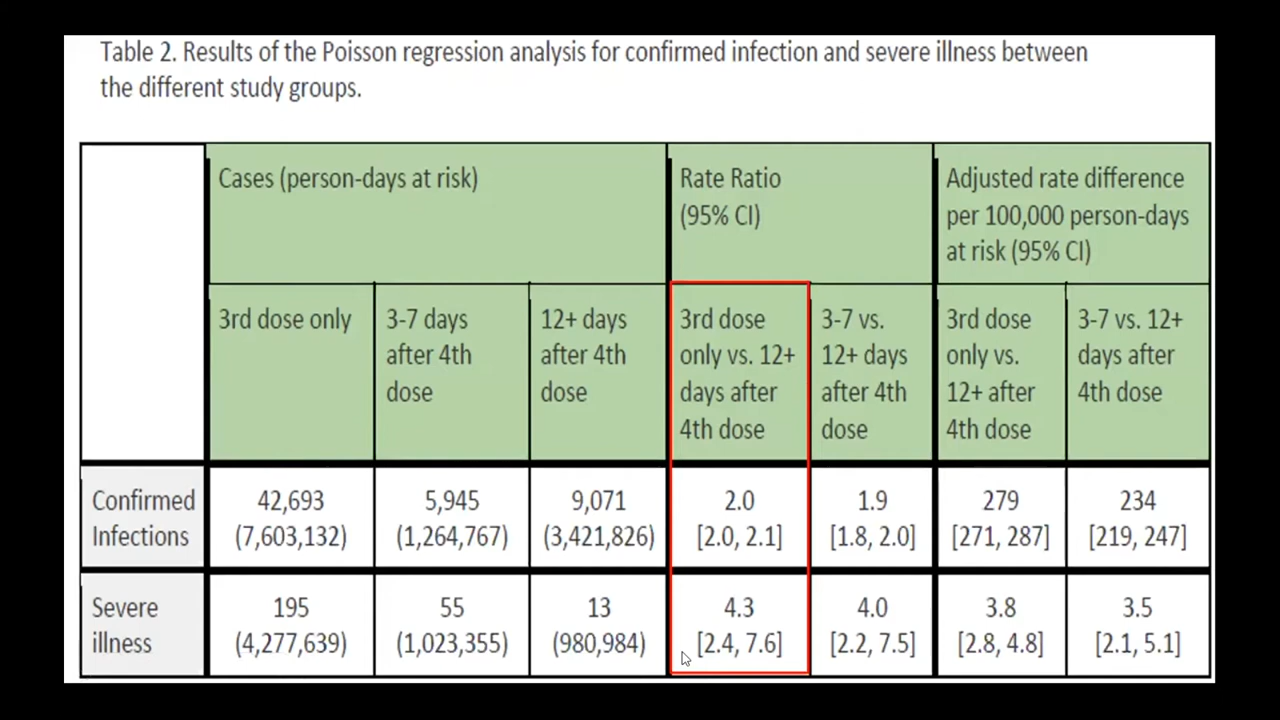 Table 2. Results of the Poisson regression analysis for confirmed infection and severe illness between
the different study groups.
Cases (person-days at risk)
Rate Ratio
(95% CI)
Adjusted rate difference
per 100,000 person-days
at risk (95% CI)
3rd dose only
3-7 days
after 4th
dose
12+ days
after 4th
dose
3rd dose
only vs. 12+
days after
4th dose
3-7 vs.
12+ days
after 4th
dose
3rd dose
only vs.
12+ after
4th dose
3-7 vs. 12+
days after
4th dose
Confirmed
Infections
42,693
(7,603,132)
5,945
(1,264,767)
9,071
(3,421,826)
2.0
[2.0, 2.1]
1.9
[1.8, 2.0]
279
[271, 287]
234
[219, 247]
Severe
illness
195
(4,277,639)
55
(1,023,355)
13
(980,984)
4.3
[2.4, 7.6]
4.0
[2.2, 7.5]
3.8
[2.8, 4.8]
3.5
[2.1, 5.1]